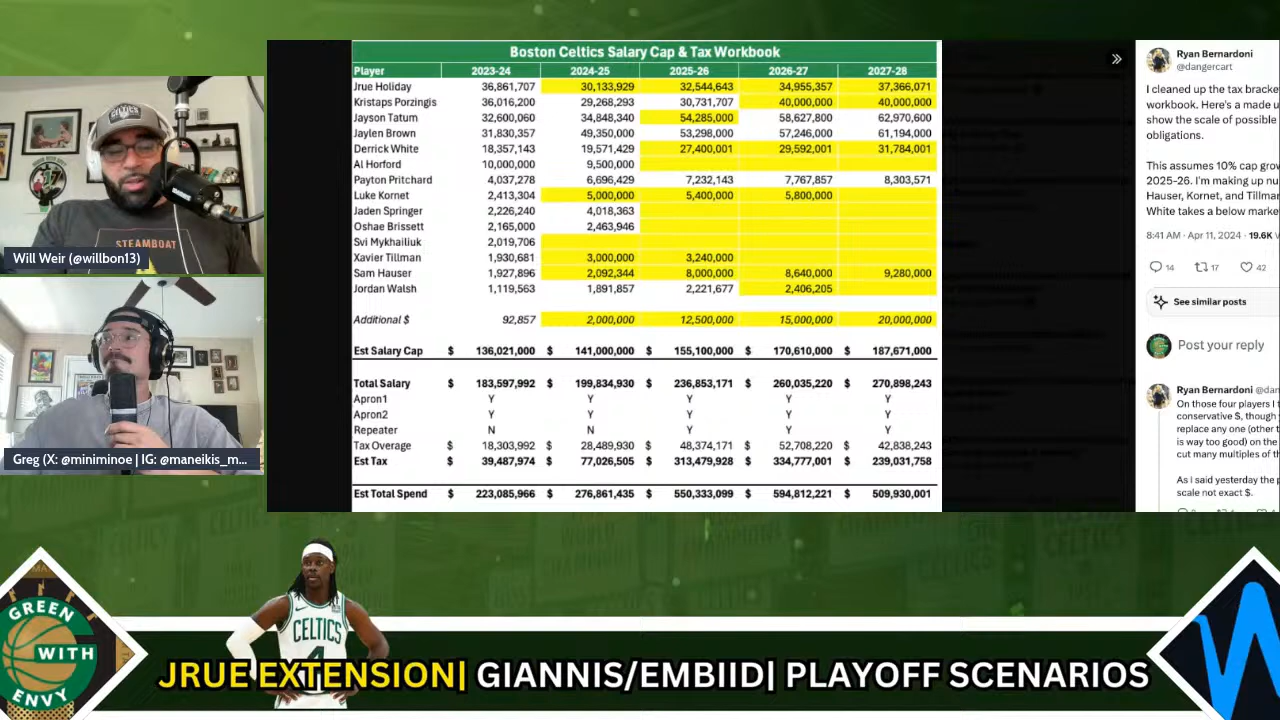 Boston Celtics Salary Cap & Tax Workbook
Player 2023-24 2024-25 2025-26 2026-27 2027-28
Jrue Holiday 36,861,707 30,133,929 32,544,643 34,955,357 37,366,071
Kristaps Porzingis 36,016,200 29,268,293 30,731,707 40,000,000 40,000,000
Jayson Tatum 32,600,060 34,848,340 54,285,000 58,627,800 62,970,600
Jaylen Brown 31,830,357 49,350,000 53,298,000 57,246,000 61,194,000
Derrick White 18,357,143 19,571,429 27,400,001 29,592,001 31,784,001
Al Horford 10,000,000 9,500,000
Payton Pritchard 4,037,278 6,696,429 7,232,143 7,767,857 8,303,571
Luke Kornet 2,413,304 5,000,000 5,400,000 5,800,000
Jaden Springer 2,226,240 4,018,363
Oshae Brissett 2,165,000 2,463,946
Svi Mykhailiuk 2,019,706
Xavier Tillman 1,930,681 3,000,000 3,240,000
Sam Hauser 1,927,896 2,092,344 8,000,000 8,640,000 9,280,000
Jordan Walsh 1,119,563 1,891,857 2,221,677 2,406,205
Additional $ 92,857 2,000,000 12,500,000 15,000,000 20,000,000
Est Salary Cap $ 136,021,000 $ 141,000,000 $ 155,100,000 $ 170,610,000 $ 187,671,000
Total Salary $ 183,597,992 $ 199,834,930 $ 236,853,171 $ 260,035,220 $ 270,898,243
Apron1 Y Y Y Y Y
Apron2 Y Y Y Y Y
Repeater N N Y Y Y
Tax Overage $ 18,303,992 $ 28,489,930 $ 48,374,171 $ 52,708,220 $ 42,838,243
Est Tax $ 39,487,974 $ 77,026,505 $ 313,479,928 $ 334,777,001 $ 239,031,758
Est Total Spend $ 223,085,966 $ 276,861,435 $ 550,333,099 $ 594,812,221 $ 509,930,001
Ryan Bernardoni
@dangercart
I cleaned up the tax bracke
workbook. Here's a made u
show the scale of possible
obligations.
This assumes 10% cap grow
2025-26. I'm making up nu
Hauser, Kornet, and Tillman
White takes a below marke
8:41 AM · Apr 11, 2024 · 19.6K
14 17 42
See similar posts
Post your reply
Ryan Bernardoni @dan
On those four players I t
conservative $, though
replace any one (other t
is way too good) on the
cut many multiples of th
As I said yesterday the p
scale not exact $.
CELTICS
STEAMBOAT
Will Weir (@willbon13)
Greg (X: @miniminoe | IG: @maneikis_m...
GREEN
WITH
ENVY
CELTICS
4
JRUE EXTENSION| GIANNIS/EMBIID| PLAYOFF SCENARIOS